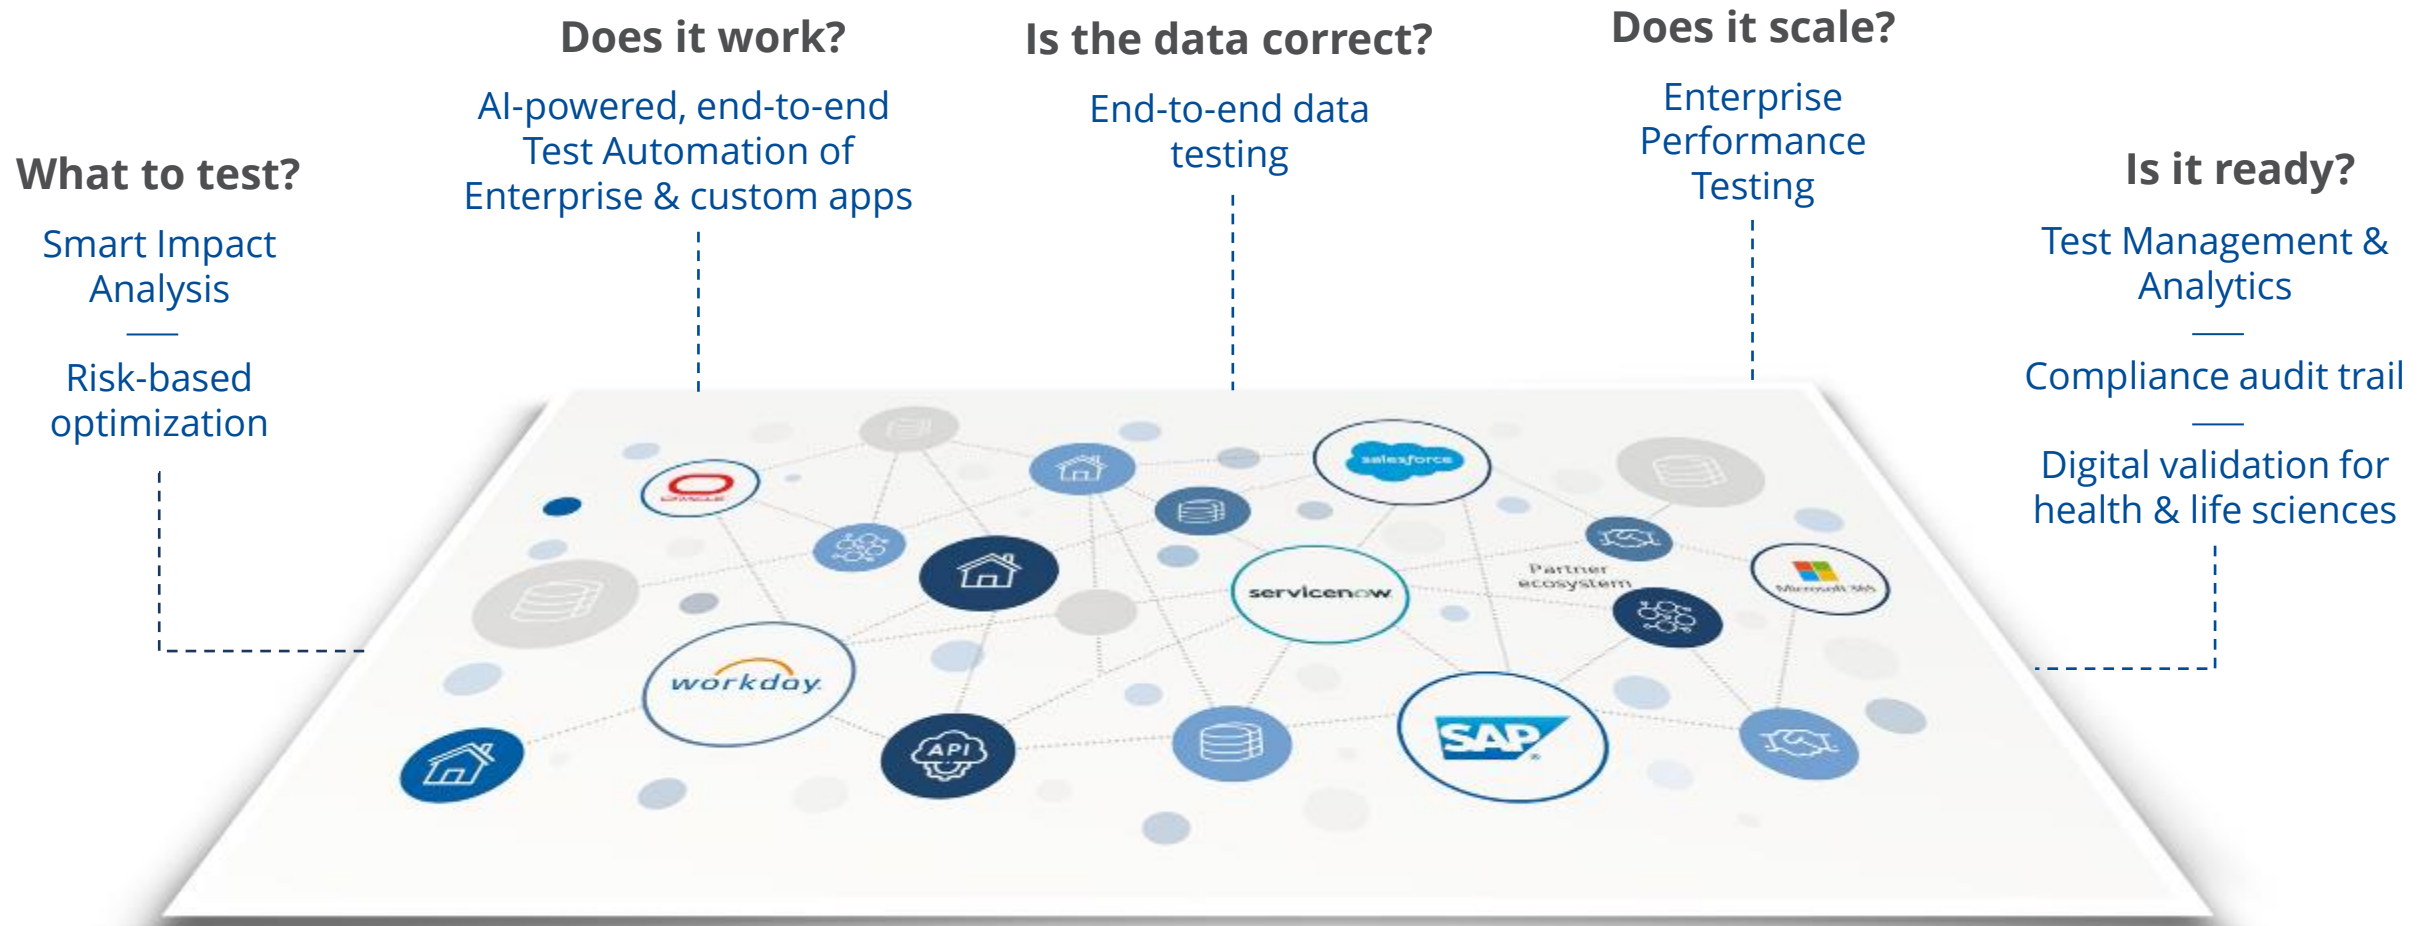 What to test?
Smart Impact
Analysis
Risk-based
optimization
Does it work?
AI-powered, end-to-end
Test Automation of
Enterprise & custom apps
Is the data correct?
End-to-end data
testing
Does it scale?
Enterprise
Performance
Testing
Is it ready?
Test Management &
Analytics
Compliance audit trail
Digital validation for
health & life sciences
ORACLE
salesforce
servicenow
Partner
ecosystem
Microsoft 365
workday.
API
SAP®